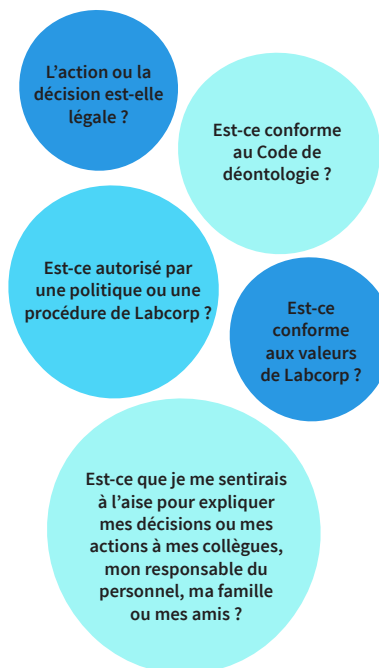 L’action ou la
décision est-elle
légale ?
Est-ce conforme
au Code de
déontologie ?
Est-ce autorisé par
une politique ou une
procédure de Labcorp ?
Est-ce
conforme
aux valeurs
de Labcorp ?
Est-ce que je me sentirais
à l’aise pour expliquer
mes décisions ou mes
actions à mes collègues,
mon responsable du
personnel, ma famille
ou mes amis ?